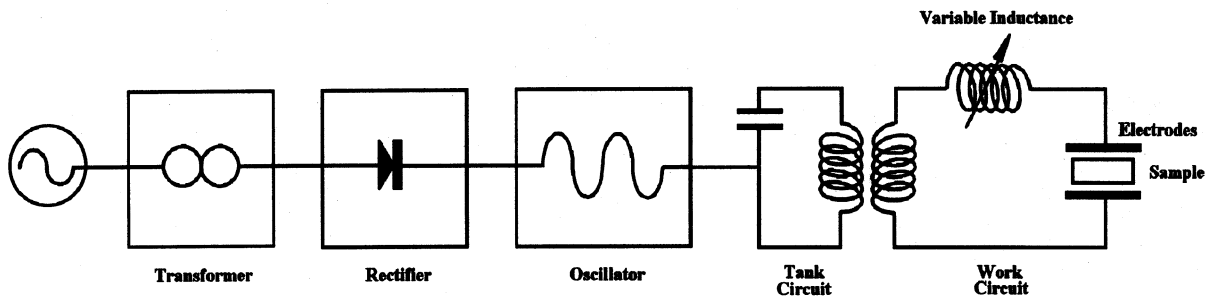 Variable Inductance
Electrodes
Sample
Transformer
Rectifier
Oscillator
Tank
Circuit
Work
Circuit